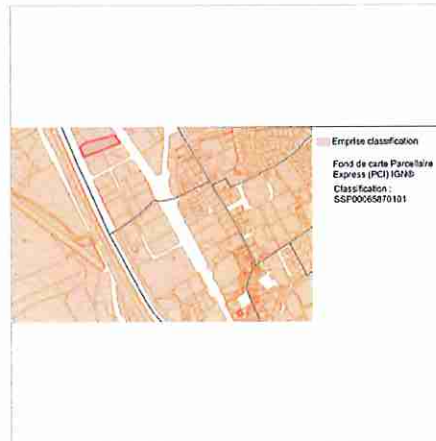 Emprise classification
Fond de carte Parcellaire
Express (PCI) IGN©
Classification :
SSP00065870101